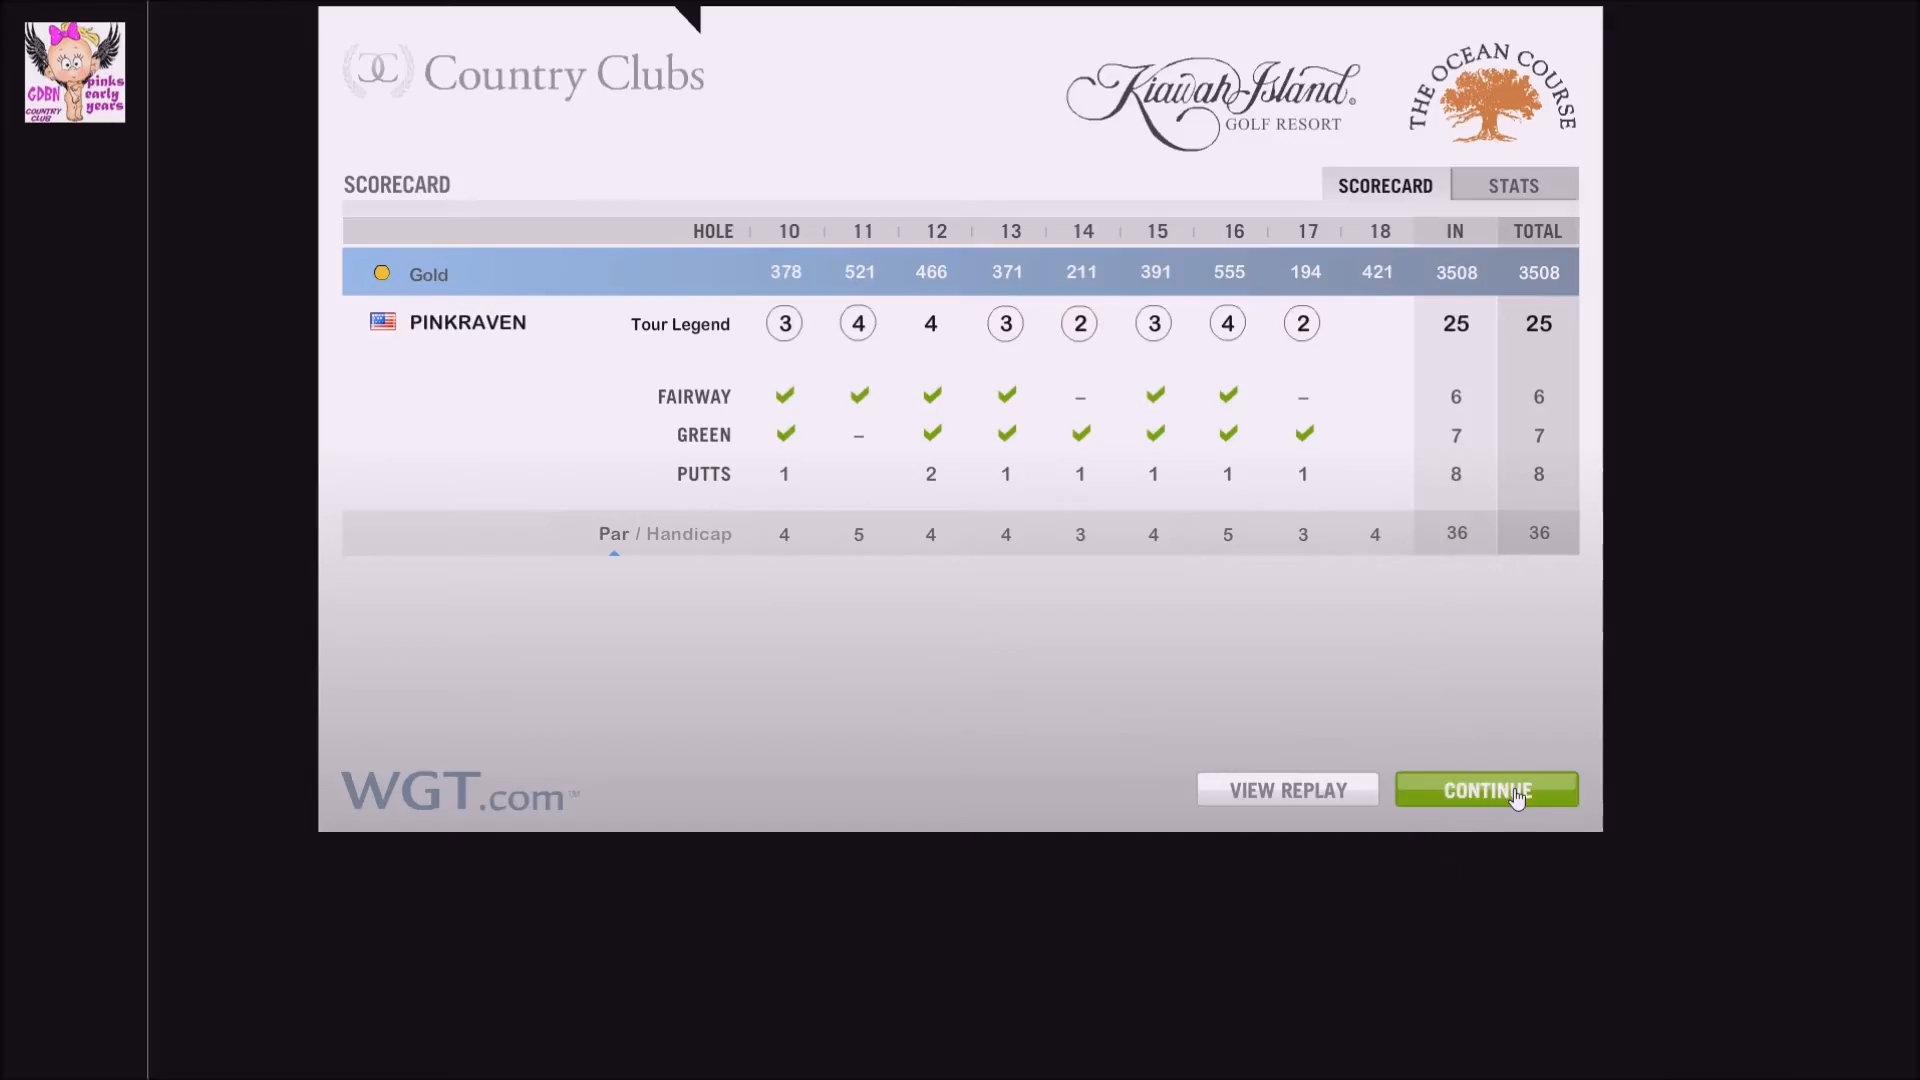 GDBN
COUNTRY CLUB
pinks
early
years
CC Country Clubs
Kiawah Island
GOLF RESORT
THE OCEAN COURSE
SCORECARD
SCORECARD STATS
HOLE 10 11 12 13 14 15 16 17 18 IN TOTAL
Gold 378 521 466 371 211 391 555 194 421 3508 3508
PINKRAVEN Tour Legend 3 4 4 3 2 3 4 2 25 25
FAIRWAY – – 6 6
GREEN – 7 7
PUTTS 1 2 1 1 1 1 1 8 8
Par / Handicap 4 5 4 4 3 4 5 3 4 36 36
WGT.com™
VIEW REPLAY CONTINUE